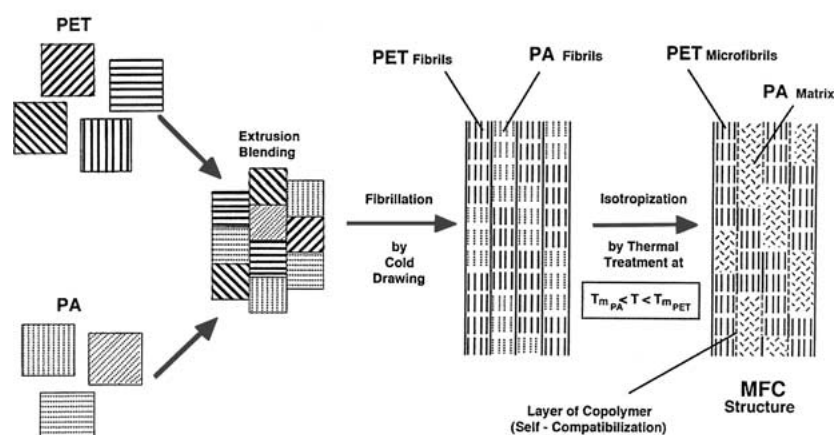 PET
PA
Extrusion
Blending
Fibrillation
by
Cold
Drawing
PET Fibrils
PA Fibrils
Isotropization
by Thermal
Treatment at
Tm PA < T < Tm PET
PET Microfibrils
PA Matrix
Layer of Copolymer
(Self - Compatibilization)
MFC
Structure